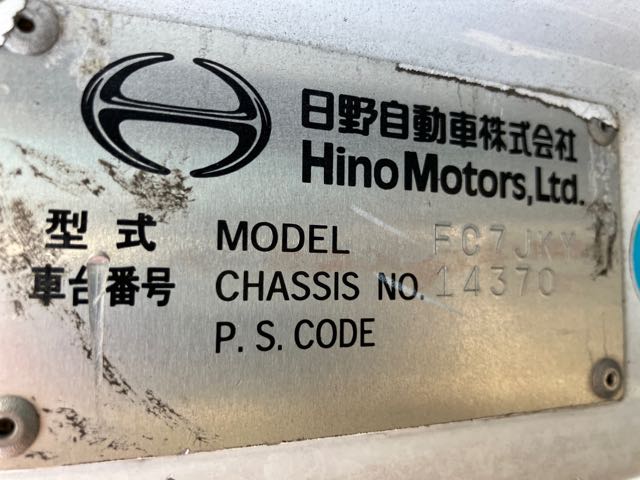 日野自動車株式会社
Hino Motors, Ltd.
型式 MODEL FC7JKY
車台番号 CHASSIS NO. 14370
P. S. CODE